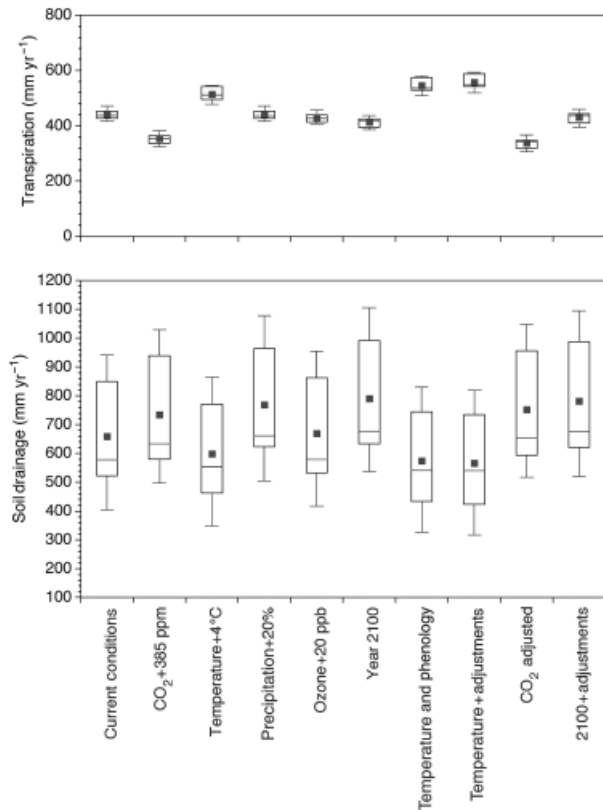 Transpiration (mm yr⁻¹)
800
600
400
200
0
Soil drainage (mm yr⁻¹)
1200
1100
1000
900
800
700
600
500
400
300
200
100
Current conditions
CO₂+385 ppm
Temperature+4°C
Precipitation+20%
Ozone+20 ppb
Year 2100
Temperature and phenology
Temperature+adjustments
CO₂ adjusted
2100+adjustments